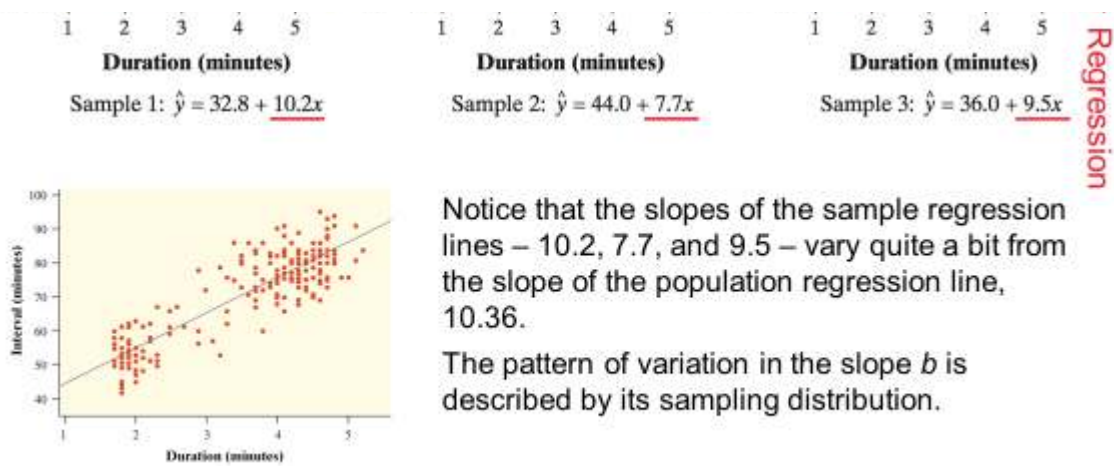 1 2 3 4 5
Duration (minutes)
Sample 1: ŷ = 32.8 + 10.2x
1 2 3 4 5
Duration (minutes)
Sample 2: ŷ = 44.0 + 7.7x
1 2 3 4 5
Duration (minutes)
Sample 3: ŷ = 36.0 + 9.5x
Regression
100
90
80
70
60
50
40
Interval (minutes)
1 2 3 4 5
Duration (minutes)
Notice that the slopes of the sample regression
lines – 10.2, 7.7, and 9.5 – vary quite a bit from
the slope of the population regression line,
10.36.
The pattern of variation in the slope b is
described by its sampling distribution.